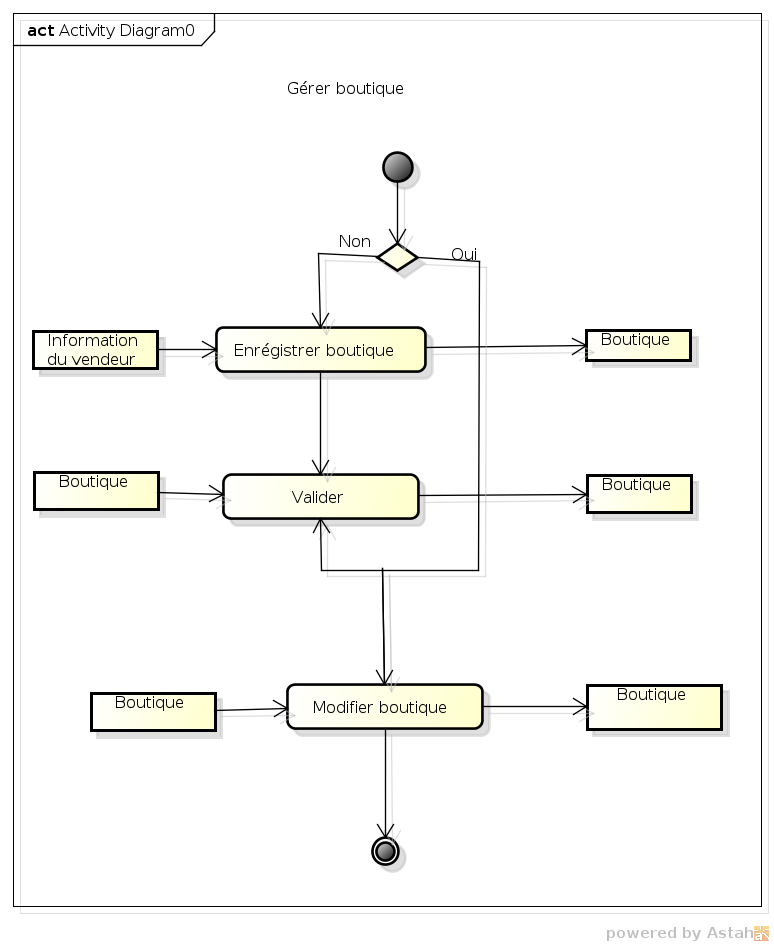 act Activity Diagram0
Gérer boutique
Non
Oui
Information
du vendeur
Enrégistrer boutique
Boutique
Boutique
Valider
Boutique
Boutique
Modifier boutique
Boutique
powered by Astah